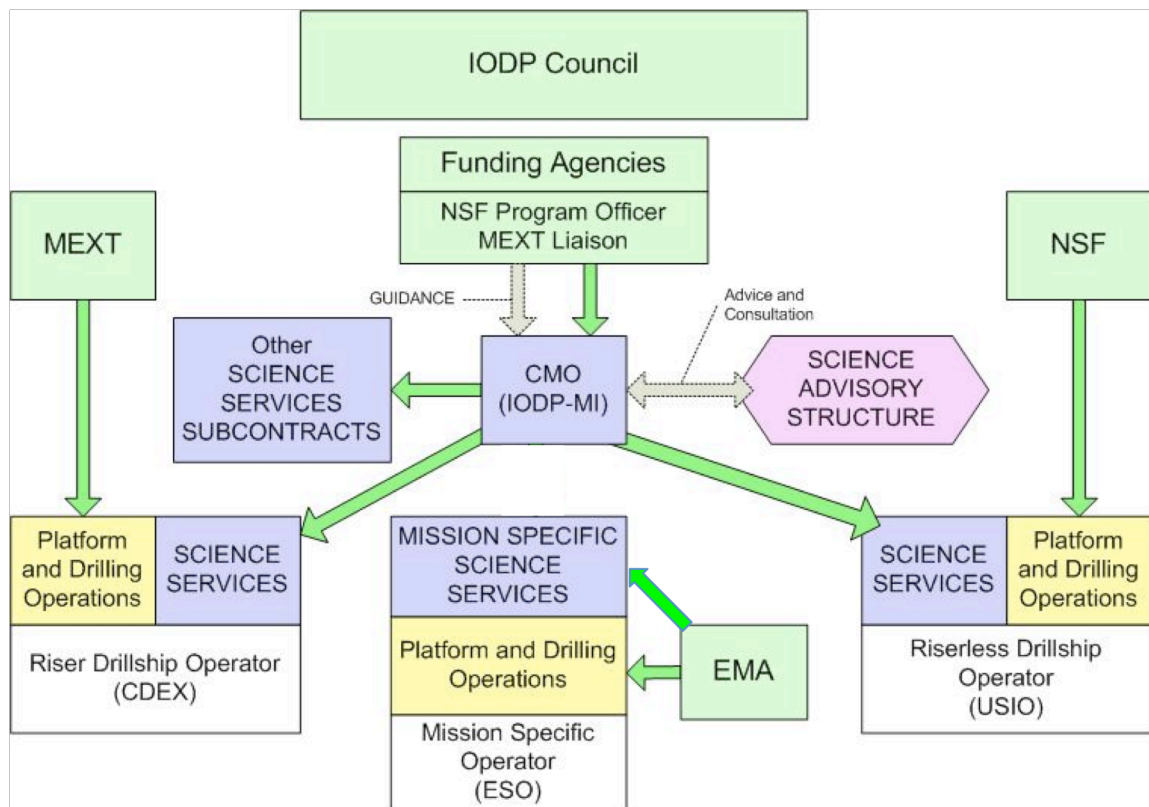 IODP Council
Funding Agencies
NSF Program Officer
MEXT Liaison
MEXT
NSF
GUIDANCE
Advice and
Consultation
Other
SCIENCE
SERVICES
SUBCONTRACTS
CMO
(IODP-MI)
SCIENCE
ADVISORY
STRUCTURE
Platform
and Drilling
Operations
SCIENCE
SERVICES
Riser Drillship Operator
(CDEX)
MISSION SPECIFIC
SCIENCE
SERVICES
Platform and Drilling
Operations
Mission Specific
Operator
(ESO)
EMA
SCIENCE
SERVICES
Platform
and Drilling
Operations
Riserless Drillship
Operator
(USIO)